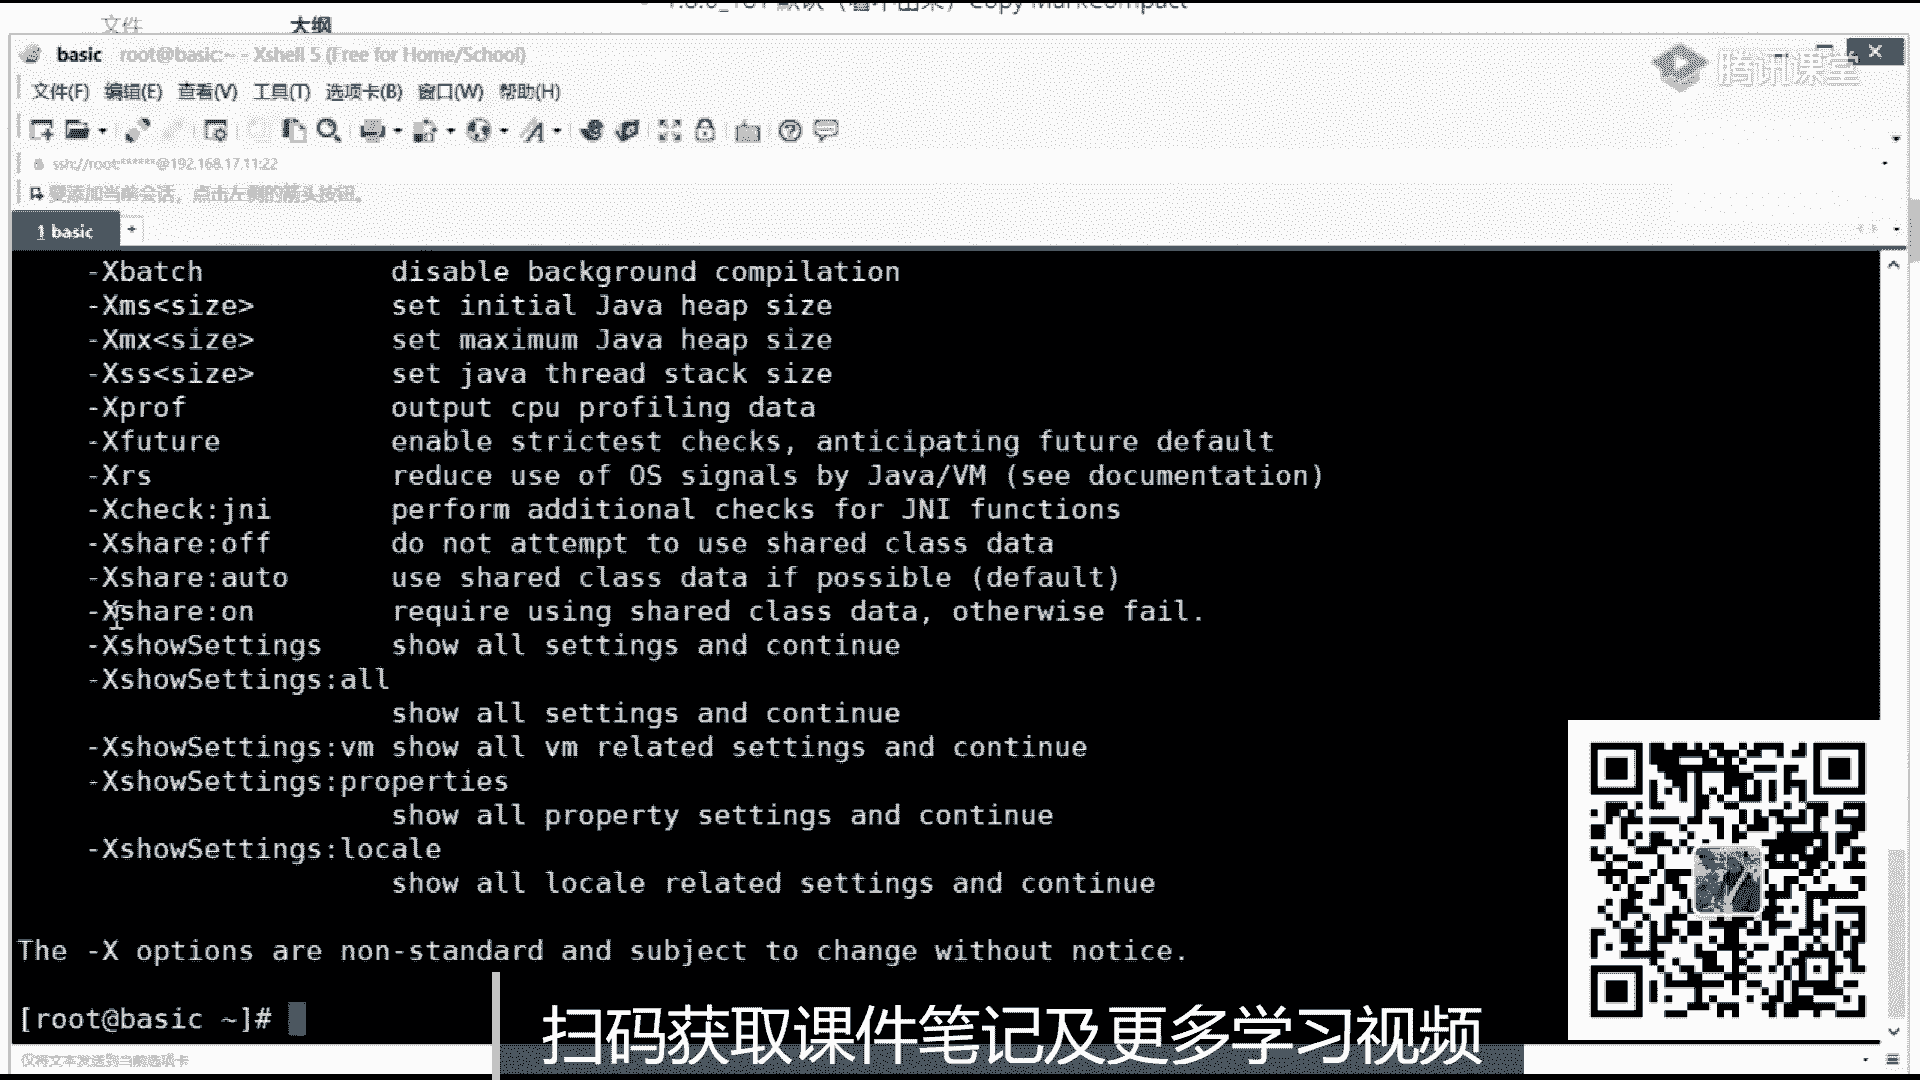 1.8.0_181 默认（看不出来）Copy MarkCompact
文件 大纲
basic root@basic:~ - Xshell 5 (Free for Home/School)
腾讯课堂
文件(F) 编辑(E) 查看(V) 工具(T) 选项卡(B) 窗口(W) 帮助(H)
ssh://root:******@192.168.17.11:22
要添加当前会话，点击左侧的箭头按钮。
1 basic +
-Xbatch disable background compilation
-Xms<size> set initial Java heap size
-Xmx<size> set maximum Java heap size
-Xss<size> set java thread stack size
-Xprof output cpu profiling data
-Xfuture enable strictest checks, anticipating future default
-Xrs reduce use of OS signals by Java/VM (see documentation)
-Xcheck:jni perform additional checks for JNI functions
-Xshare:off do not attempt to use shared class data
-Xshare:auto use shared class data if possible (default)
-Xshare:on require using shared class data, otherwise fail.
-XshowSettings show all settings and continue
-XshowSettings:all
show all settings and continue
-XshowSettings:vm show all vm related settings and continue
-XshowSettings:properties
show all property settings and continue
-XshowSettings:locale
show all locale related settings and continue
The -X options are non-standard and subject to change without notice.
[root@basic ~]#
扫码获取课件笔记及更多学习视频
仅将文本发送到当前选项卡